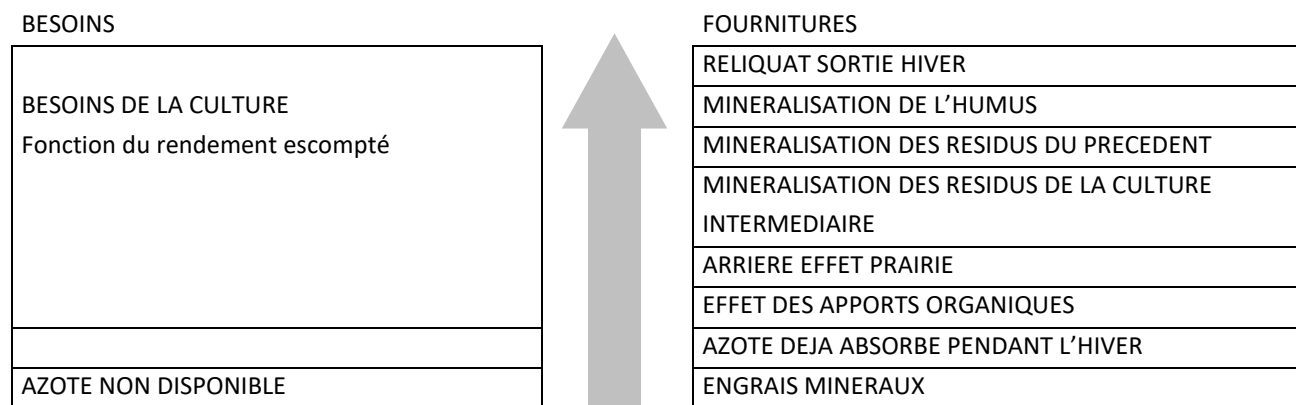 BESOINS
BESOINS DE LA CULTURE
Fonction du rendement escompté
AZOTE NON DISPONIBLE
FOURNITURES
RELIQUAT SORTIE HIVER
MINERALISATION DE L’HUMUS
MINERALISATION DES RESIDUS DU PRECEDENT
MINERALISATION DES RESIDUS DE LA CULTURE
INTERMEDIAIRE
ARRIERE EFFET PRAIRIE
EFFET DES APPORTS ORGANIQUES
AZOTE DEJA ABSORBE PENDANT L’HIVER
ENGRAIS MINERAUX